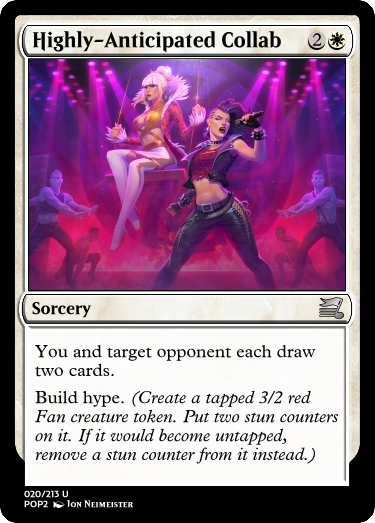 Highly-Anticipated Collab 2
Sorcery
You and target opponent each draw
two cards.
Build hype. (Create a tapped 3/2 red
Fan creature token. Put two stun counters
on it. If it would become untapped,
remove a stun counter from it instead.)
020/213 U
POP2 Jon Neimeister